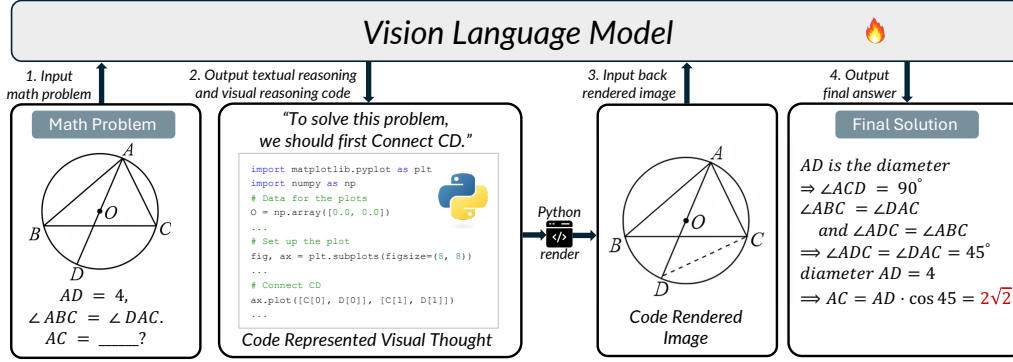 Vision Language Model
1. Input
math problem
2. Output textual reasoning
and visual reasoning code
3. Input back
rendered image
4. Output
final answer
Math Problem
A
O
B
C
D
AD = 4,
∠ABC = ∠DAC.
AC = _____?
“To solve this problem,
we should first Connect CD.”
import matplotlib.pyplot as plt
import numpy as np
# Data for the plots
O = np.array([0.0, 0.0])
...
# Set up the plot
fig, ax = plt.subplots(figsize=(8, 8))
...
# Connect CD
ax.plot([C[0], D[0]], [C[1], D[1]])
...
Code Represented Visual Thought
Python
</>
render
A
O
B
C
D
Code Rendered
Image
Final Solution
AD is the diameter
⇒ ∠ACD = 90°
∠ABC = ∠DAC
and ∠ADC = ∠ABC
⟹ ∠ADC = ∠DAC = 45°
diameter AD = 4
⟹ AC = AD · cos 45 = 2√2